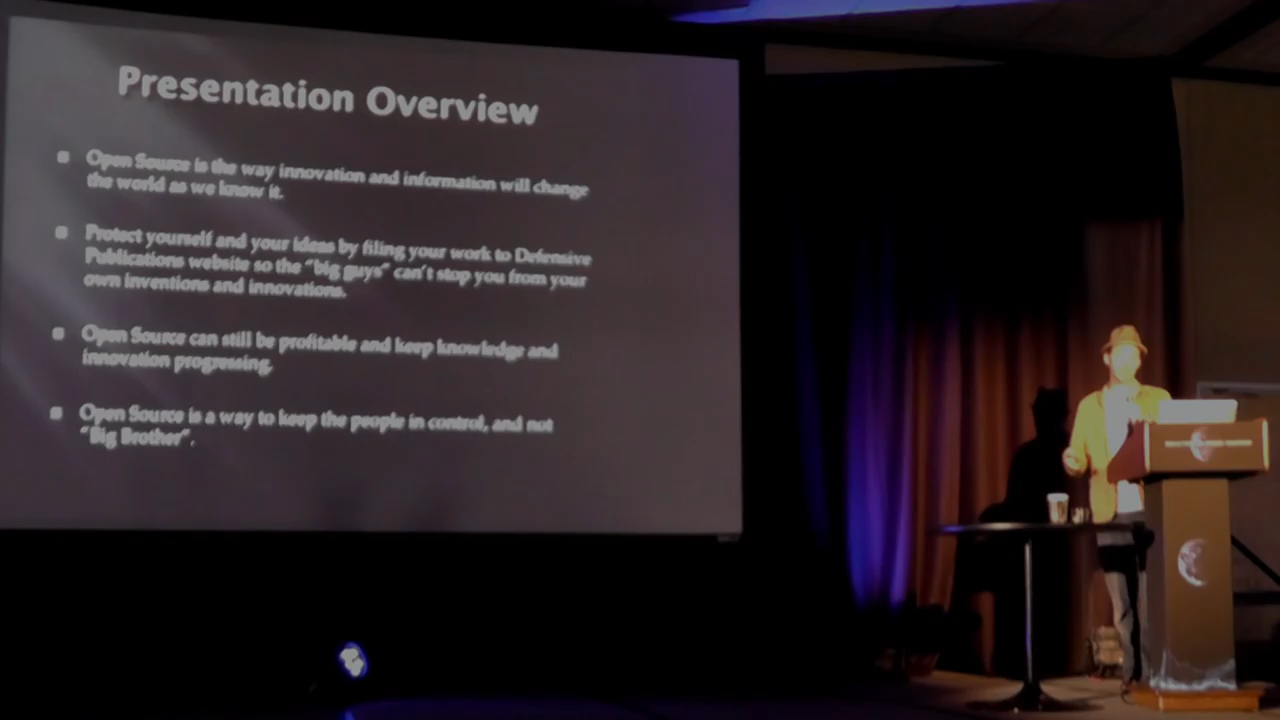 Presentation Overview
Open Source is the way innovation and information will change
the world as we know it.
Protect yourself and your ideas by filing your work to Defensive
Publications website so the "big guys" can't stop you from your
own inventions and innovations.
Open Source can still be profitable and keep knowledge and
innovation progressing.
Open Source is a way to keep the people in control, and not
"Big Brother".